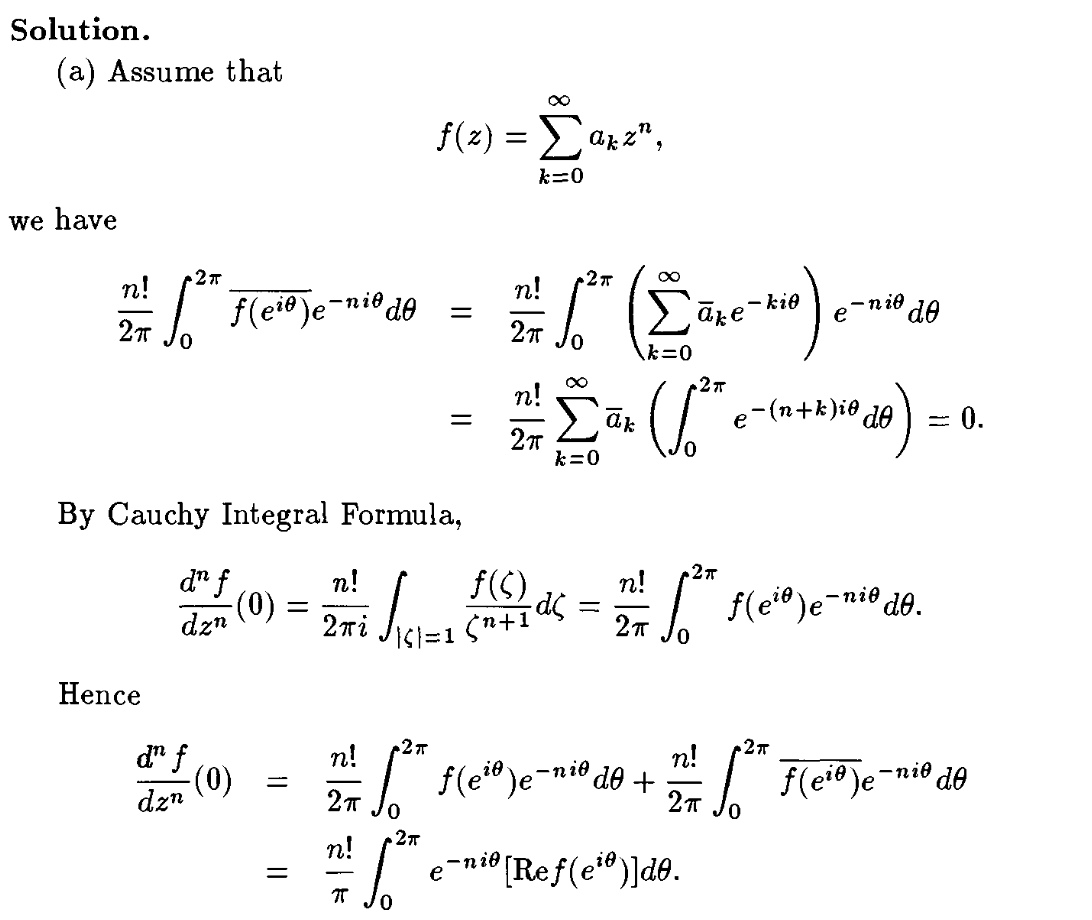 Solution.
(a) Assume that
f(z) = \sum_{k=0}^{\infty} a_k z^n,
we have
\frac{n!}{2\pi} \int_0^{2\pi} \overline{f(e^{i\theta})} e^{-ni\theta} d\theta = \frac{n!}{2\pi} \int_0^{2\pi} \left( \sum_{k=0}^{\infty} \overline{a}_k e^{-ki\theta} \right) e^{-ni\theta} d\theta
= \frac{n!}{2\pi} \sum_{k=0}^{\infty} \overline{a}_k \left( \int_0^{2\pi} e^{-(n+k)i\theta} d\theta \right) = 0.
By Cauchy Integral Formula,
\frac{d^n f}{dz^n}(0) = \frac{n!}{2\pi i} \int_{|\zeta|=1} \frac{f(\zeta)}{\zeta^{n+1}} d\zeta = \frac{n!}{2\pi} \int_0^{2\pi} f(e^{i\theta}) e^{-ni\theta} d\theta.
Hence
\frac{d^n f}{dz^n}(0) = \frac{n!}{2\pi} \int_0^{2\pi} f(e^{i\theta}) e^{-ni\theta} d\theta + \frac{n!}{2\pi} \int_0^{2\pi} \overline{f(e^{i\theta})} e^{-ni\theta} d\theta
= \frac{n!}{\pi} \int_0^{2\pi} e^{-ni\theta} [\text{Re} f(e^{i\theta})] d\theta.